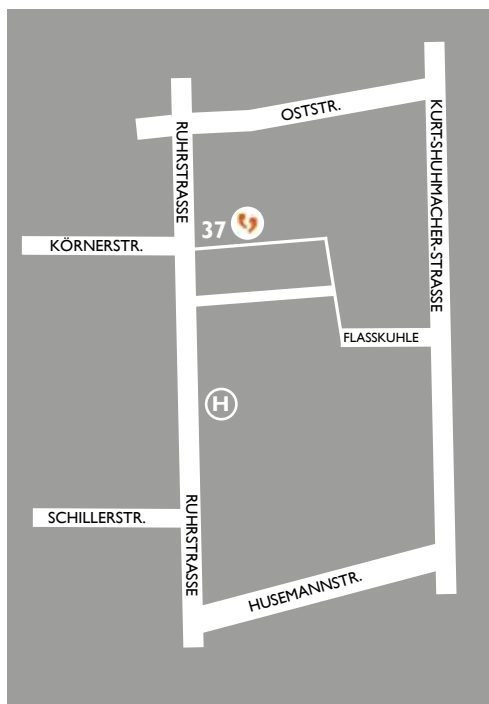 OSTSTR.
RUHRSTRASSE
KURT-SHUHMACHER-STRASSE
37
KÖRNERSTR.
FLASSKUHLE
H
SCHILLERSTR.
RUHRSTRASSE
HUSEMANNSTR.